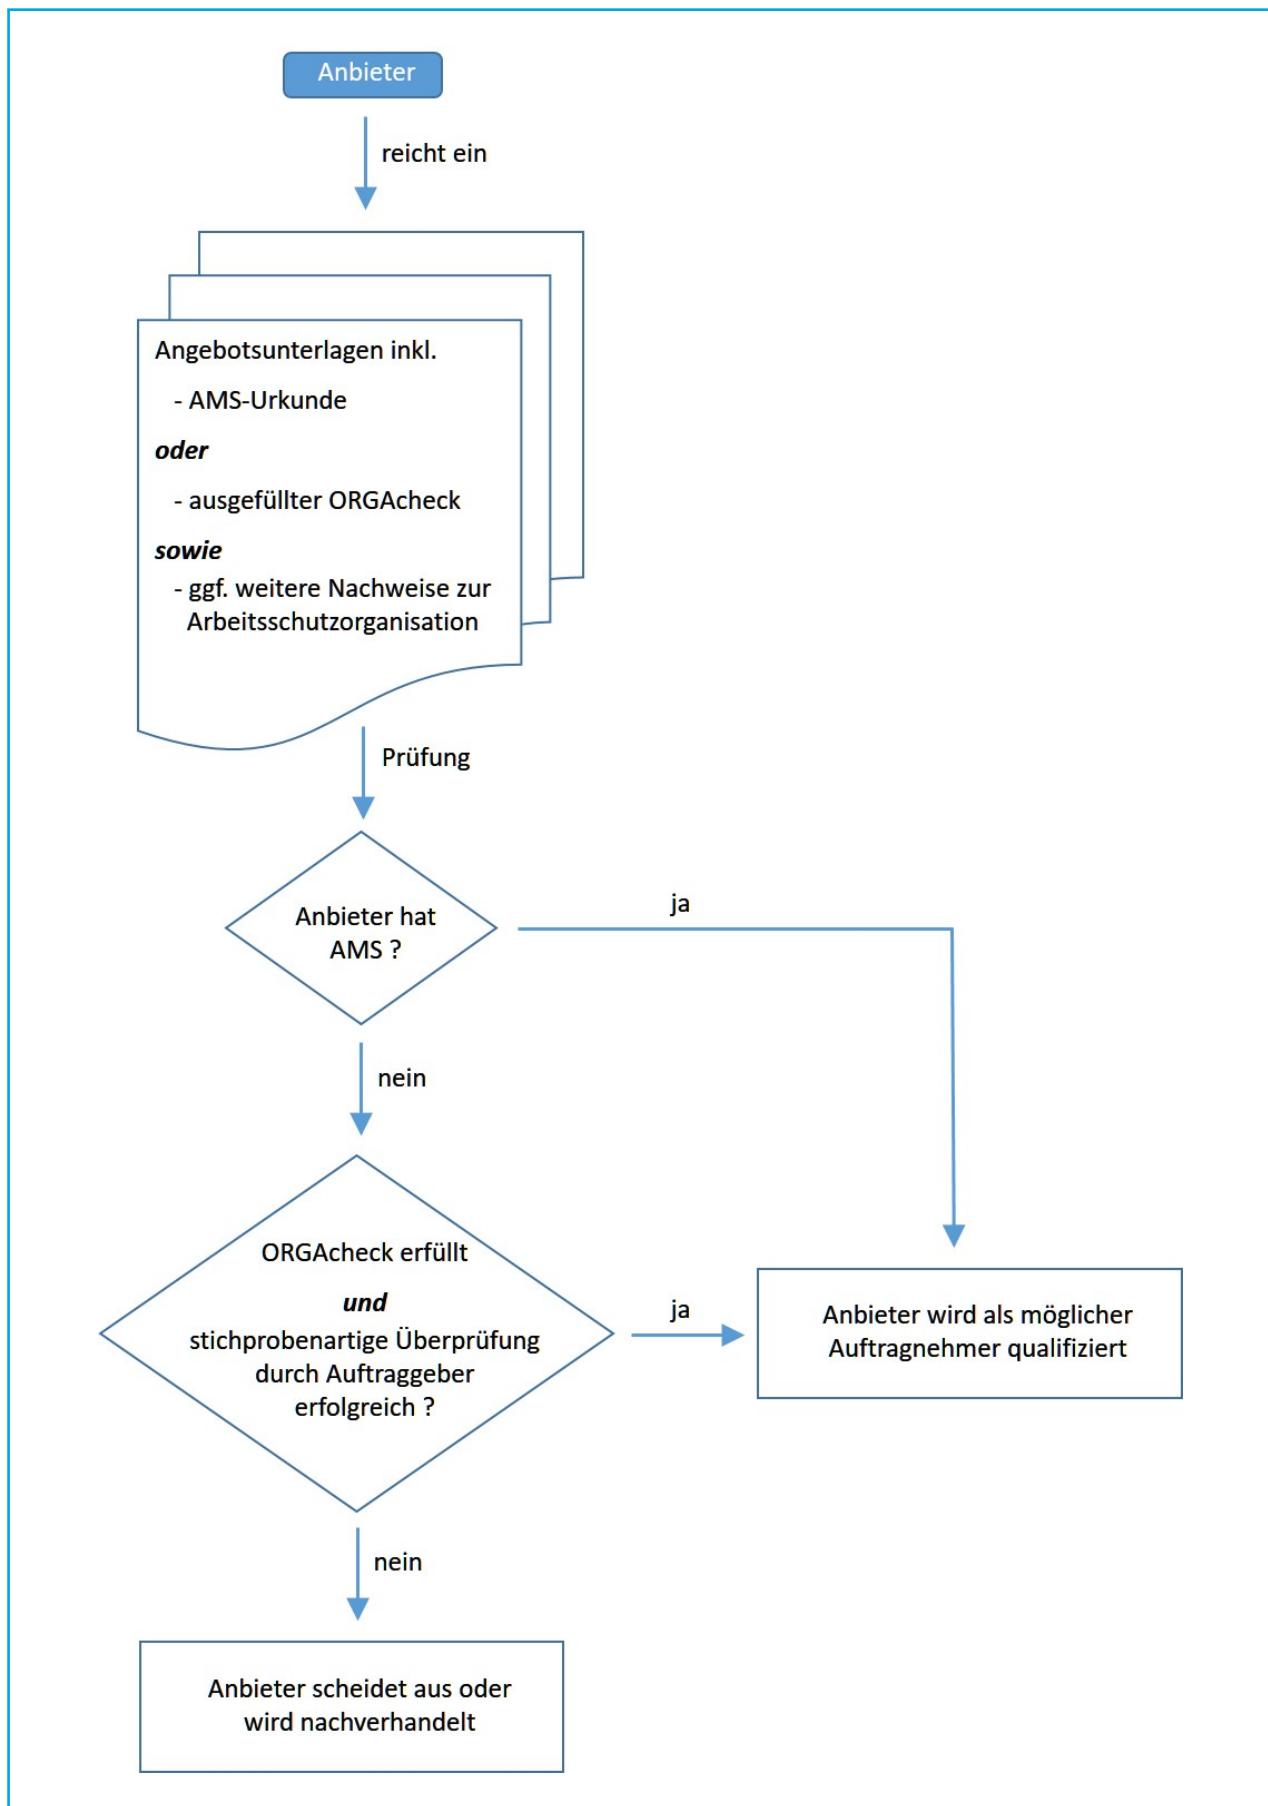 Anbieter
reicht ein
Angebotsunterlagen inkl.
- AMS-Urkunde
oder
- ausgefüllter ORGAcheck
sowie
- ggf. weitere Nachweise zur
Arbeitsschutzorganisation
Prüfung
Anbieter hat
AMS ?
ja
nein
ORGAcheck erfüllt
und
stichprobenartige Überprüfung
durch Auftraggeber
erfolgreich ?
ja
Anbieter wird als möglicher
Auftragnehmer qualifiziert
nein
Anbieter scheidet aus oder
wird nachverhandelt